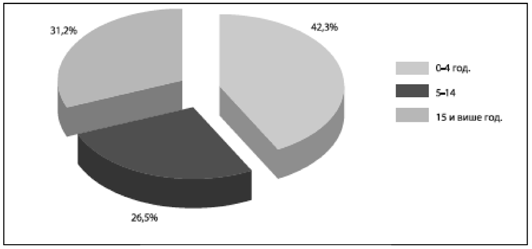 31,2%
42,3%
0-4 год.
5-14
15 и више год.
26,5%